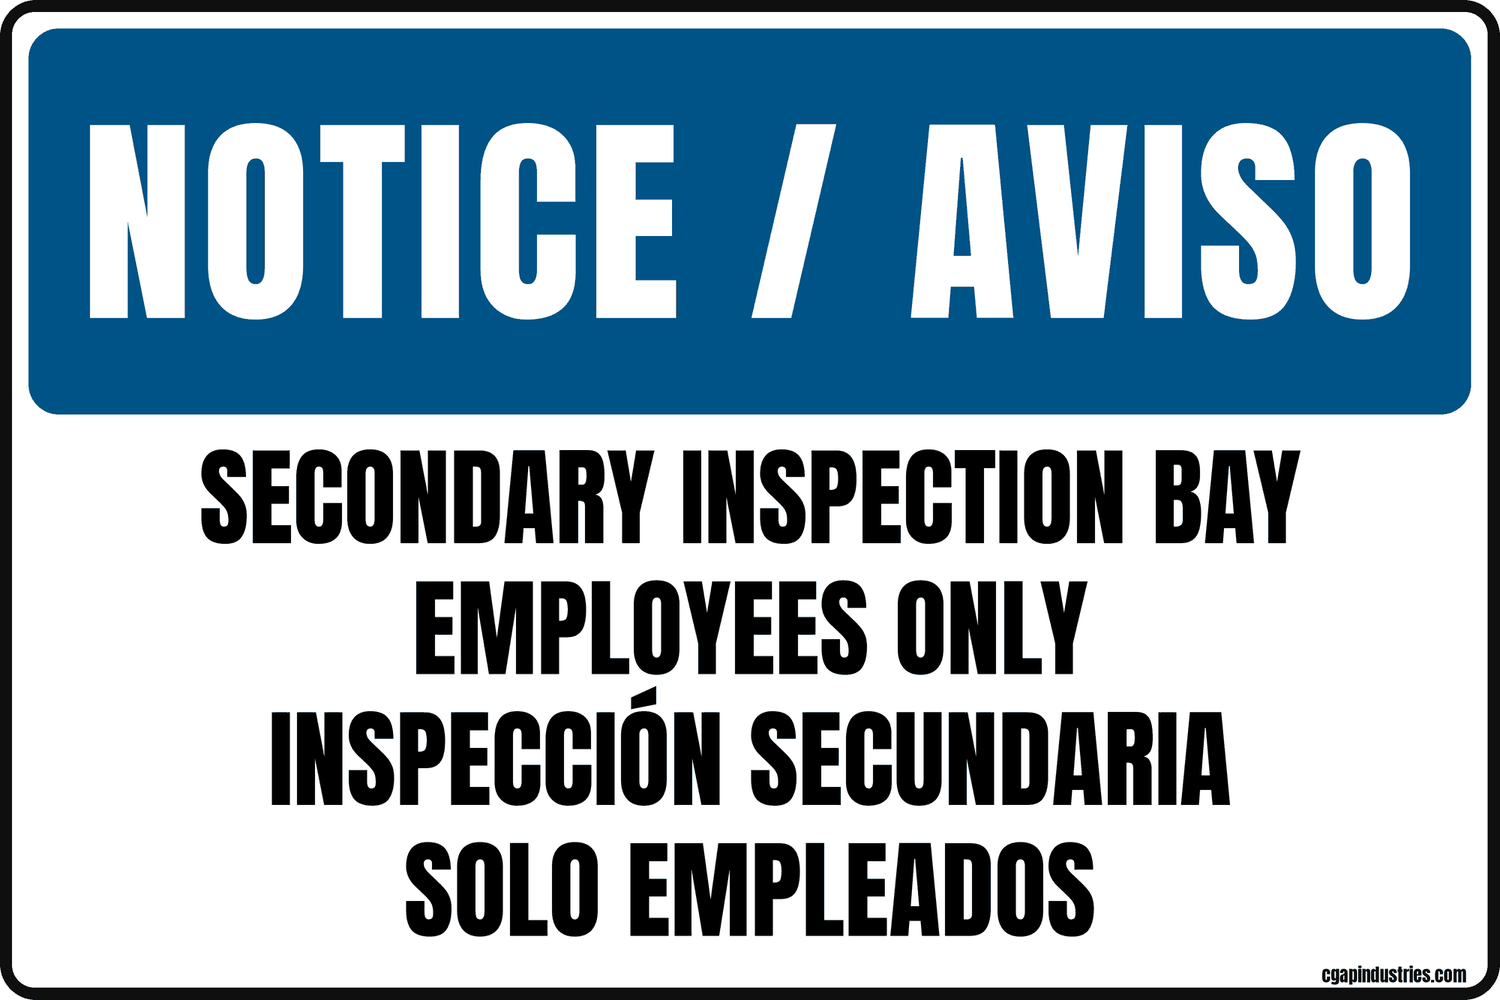 NOTICE / AVISO
SECONDARY INSPECTION BAY
EMPLOYEES ONLY
INSPECCIÓN SECUNDARIA
SOLO EMPLEADOS
cgapindustries.com